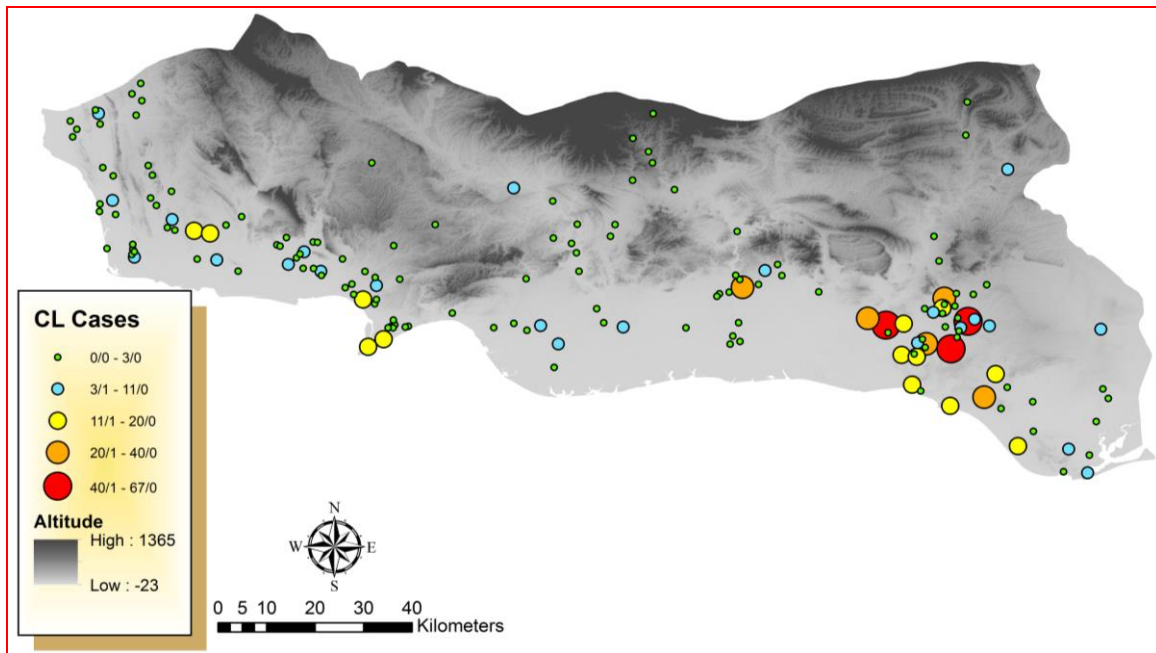 CL Cases
0/0 - 3/0
3/1 - 11/0
11/1 - 20/0
20/1 - 40/0
40/1 - 67/0
Altitude
High : 1365
Low : -23
N
W E
S
0 5 10 20 30 40
Kilometers